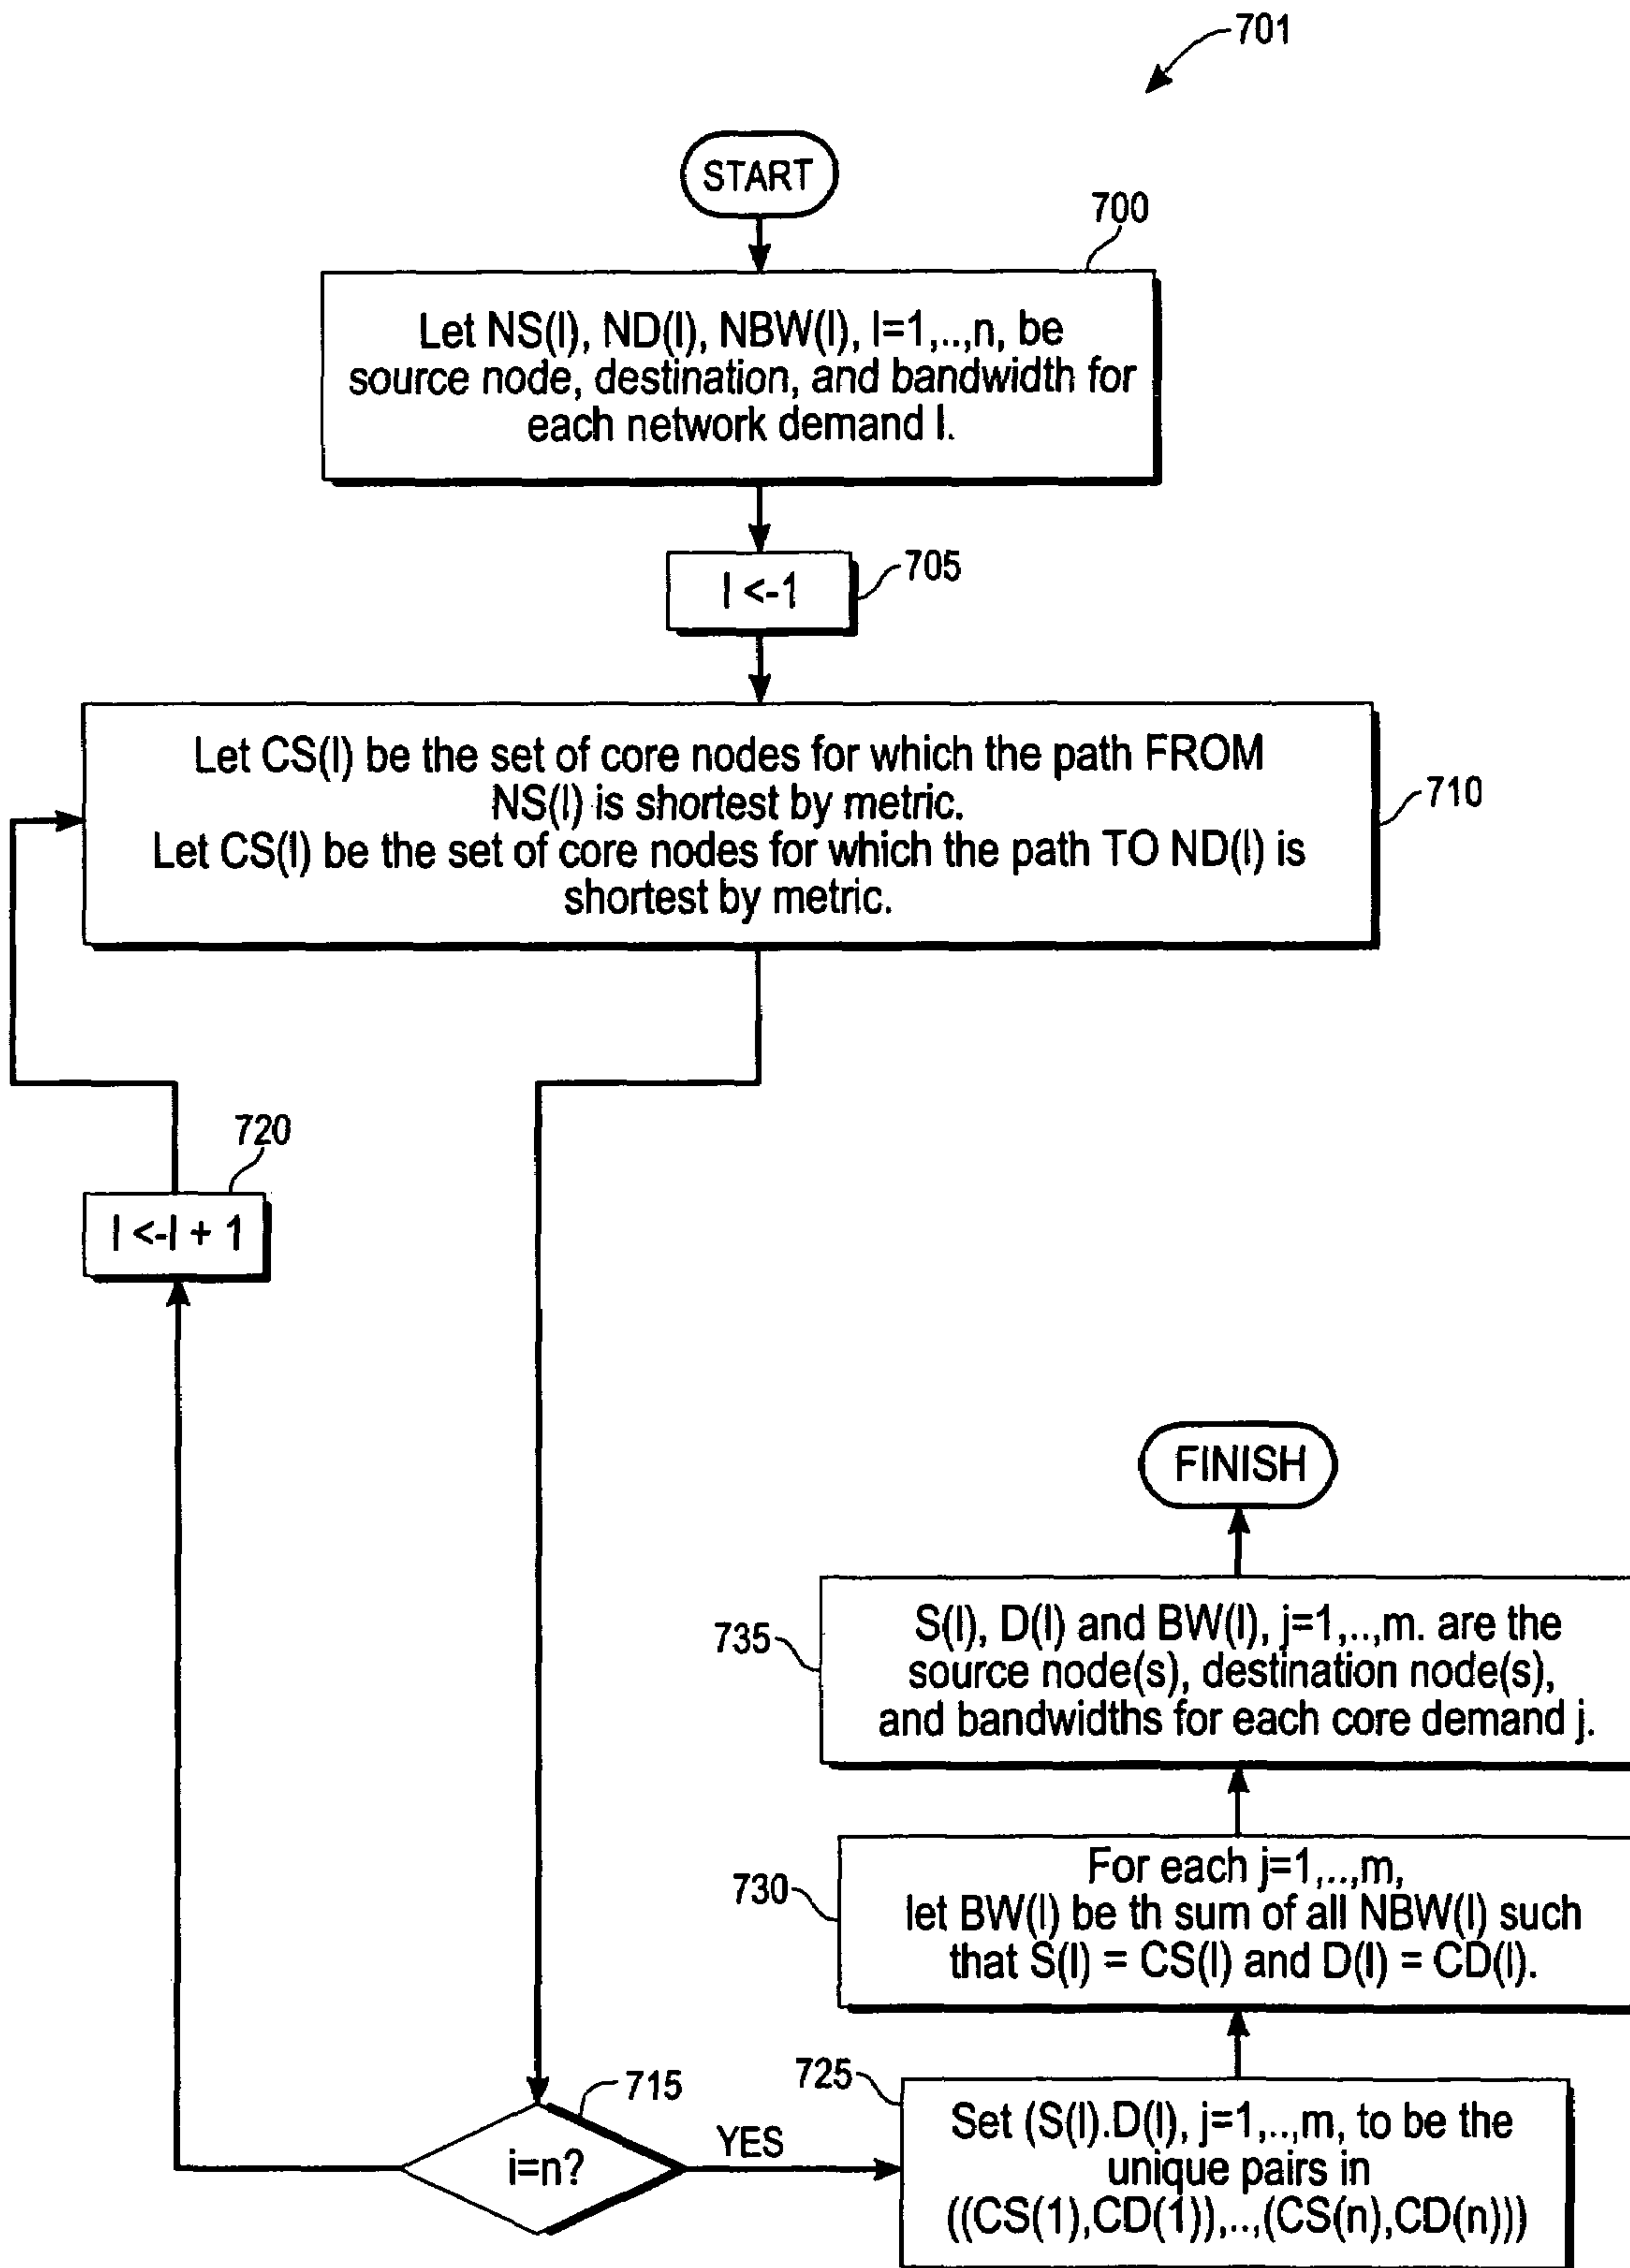 701
START
700
Let NS(I), ND(I), NBW(I), I=1,..,n, be
source node, destination, and bandwidth for
each network demand I.
I <-1
705
Let CS(I) be the set of core nodes for which the path FROM
NS(I) is shortest by metric.
Let CS(I) be the set of core nodes for which the path TO ND(I) is
shortest by metric.
710
720
I <-I + 1
FINISH
735
S(I), D(I) and BW(I), j=1,..,m. are the
source node(s), destination node(s),
and bandwidths for each core demand j.
730
For each j=1,..,m,
let BW(I) be th sum of all NBW(I) such
that S(I) = CS(I) and D(I) = CD(I).
715
i=n?
YES
725
Set (S(I).D(I), j=1,..,m, to be the
unique pairs in
((CS(1),CD(1)),..,(CS(n),CD(n)))